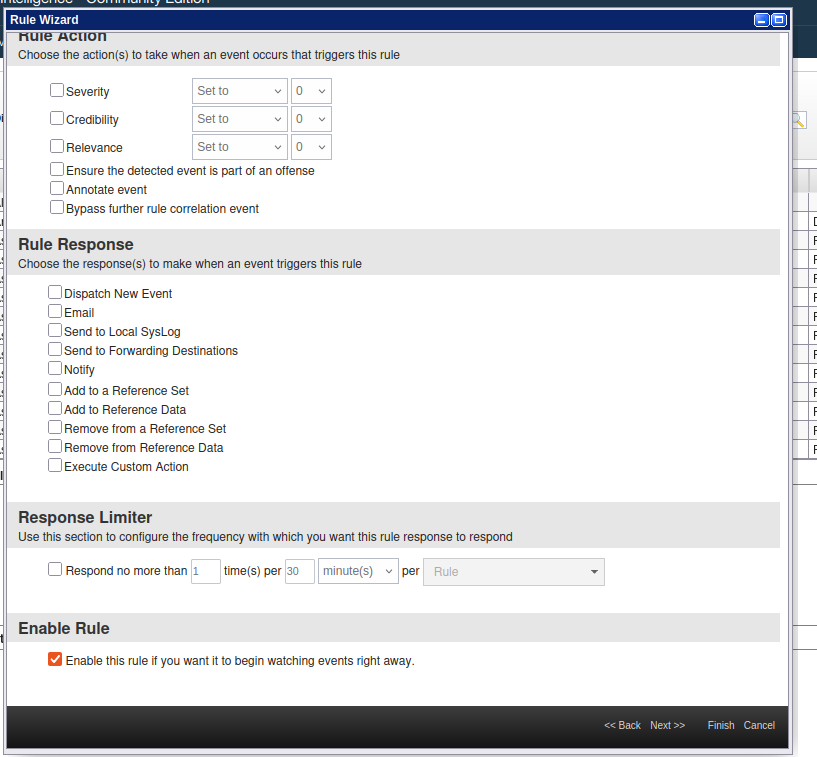 Intelligence - Community Edition
Rule Wizard
Rule Action
Choose the action(s) to take when an event occurs that triggers this rule
Severity Set to 0
Credibility Set to 0
Relevance Set to 0
Ensure the detected event is part of an offense
Annotate event
Bypass further rule correlation event
Rule Response
Choose the response(s) to make when an event triggers this rule
Dispatch New Event
Email
Send to Local SysLog
Send to Forwarding Destinations
Notify
Add to a Reference Set
Add to Reference Data
Remove from a Reference Set
Remove from Reference Data
Execute Custom Action
Response Limiter
Use this section to configure the frequency with which you want this rule response to respond
Respond no more than 1 time(s) per 30 minute(s) per Rule
Enable Rule
Enable this rule if you want it to begin watching events right away.
<< Back Next >> Finish Cancel